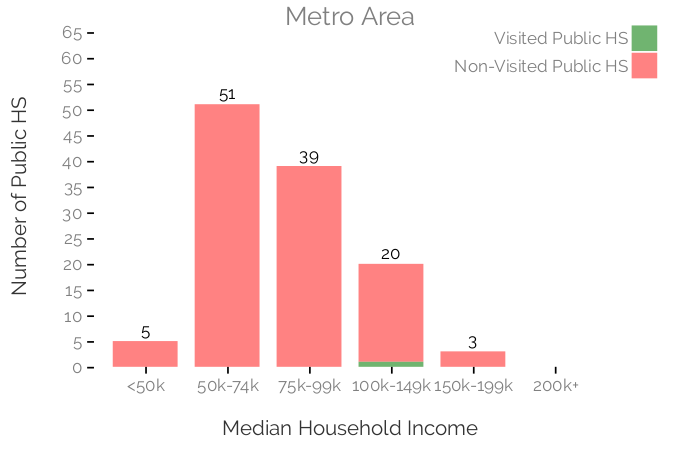 Metro Area
Visited Public HS
Non-Visited Public HS
Number of Public HS
65
60
55
50
45
40
35
30
25
20
15
10
5
0
5
51
39
20
3
<50k
50k-74k
75k-99k
100k-149k
150k-199k
200k+
Median Household Income